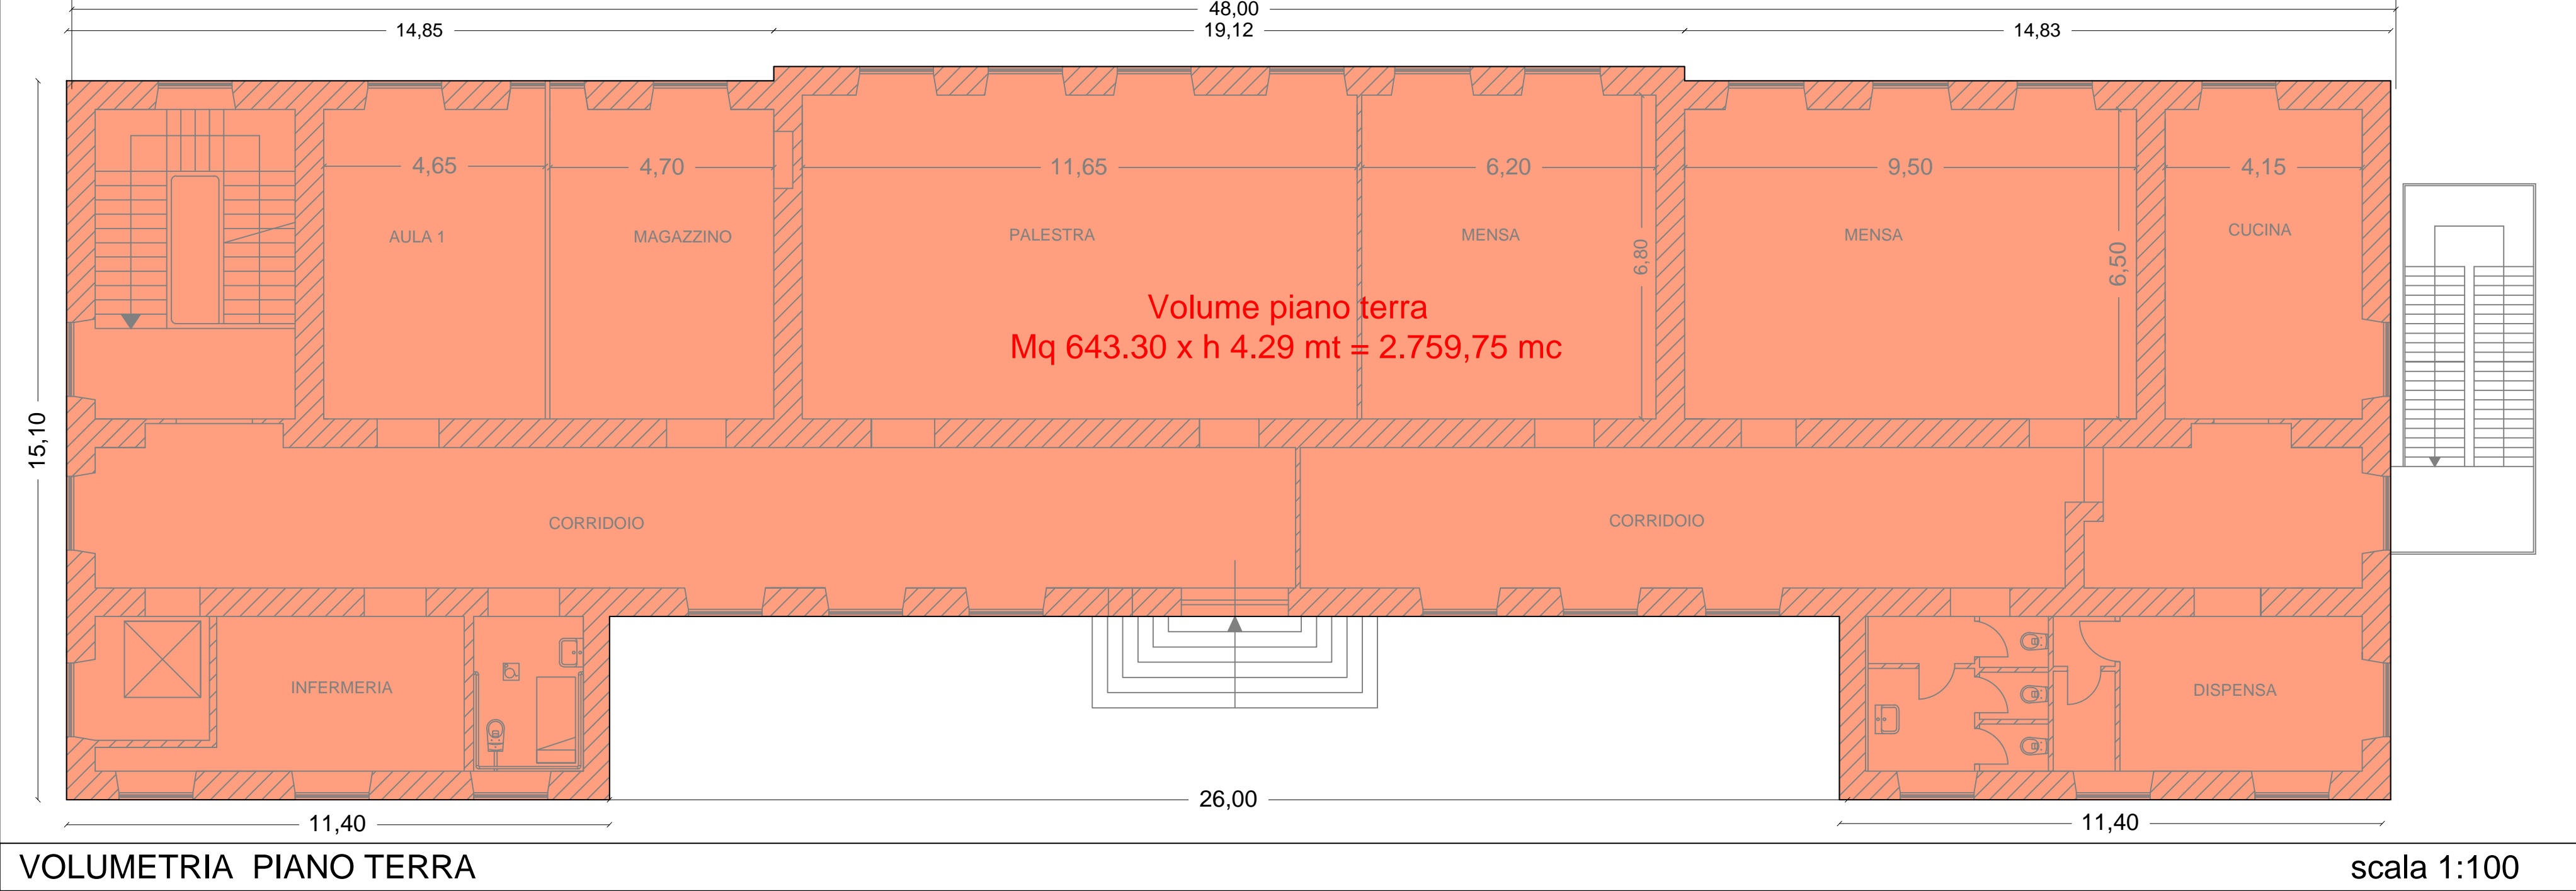 48,00
14,85
19,12
14,83
4,65
4,70
11,65
6,20
9,50
4,15
AULA 1
MAGAZZINO
PALESTRA
MENSA
6,80
MENSA
6,50
CUCINA
Volume piano terra
Mq 643.30 x h 4.29 mt = 2.759,75 mc
15,10
CORRIDOIO
CORRIDOIO
INFERMERIA
DISPENSA
26,00
11,40
11,40
VOLUMETRIA PIANO TERRA
scala 1:100